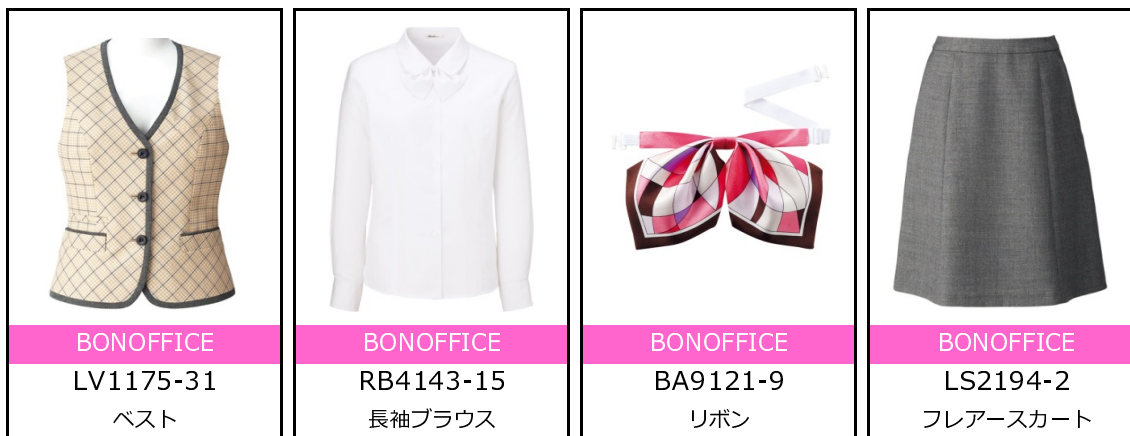 BONOFFICE
LV1175-31
ベスト
BONOFFICE
RB4143-15
長袖ブラウス
BONOFFICE
BA9121-9
リボン
BONOFFICE
LS2194-2
フレアースカート